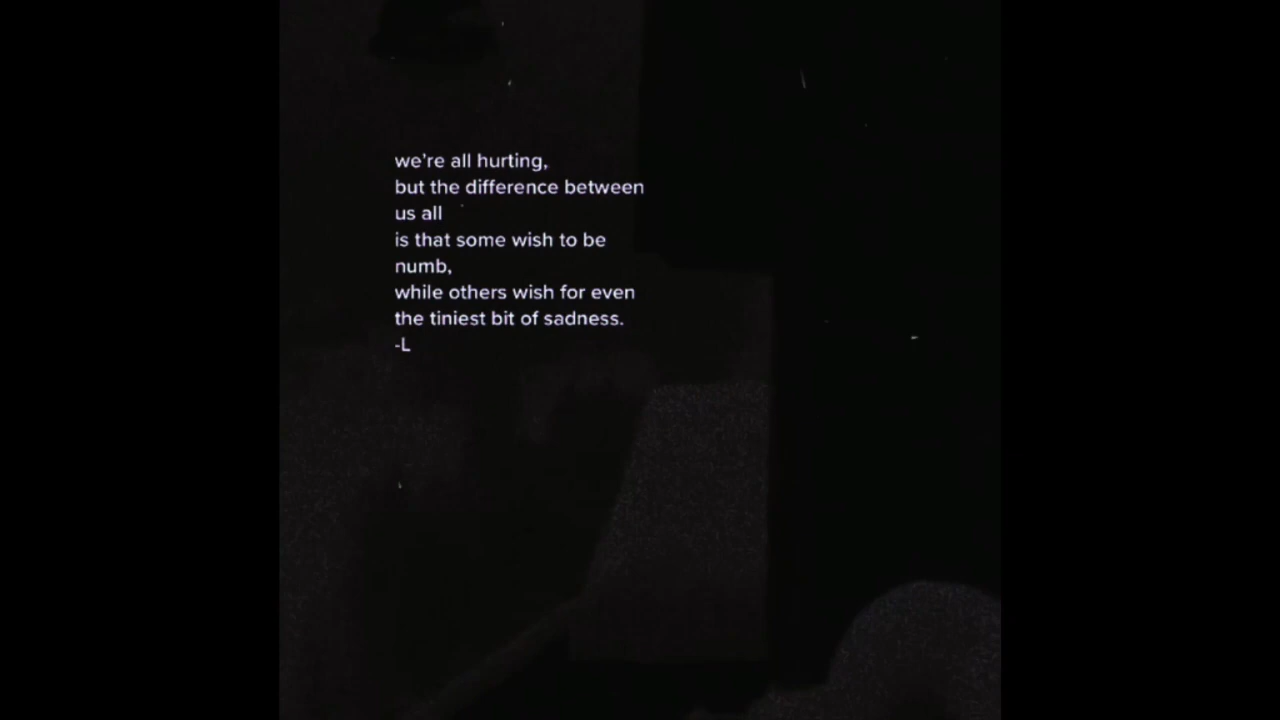 we're all hurting,
but the difference between
us all
is that some wish to be
numb,
while others wish for even
the tiniest bit of sadness.
-L